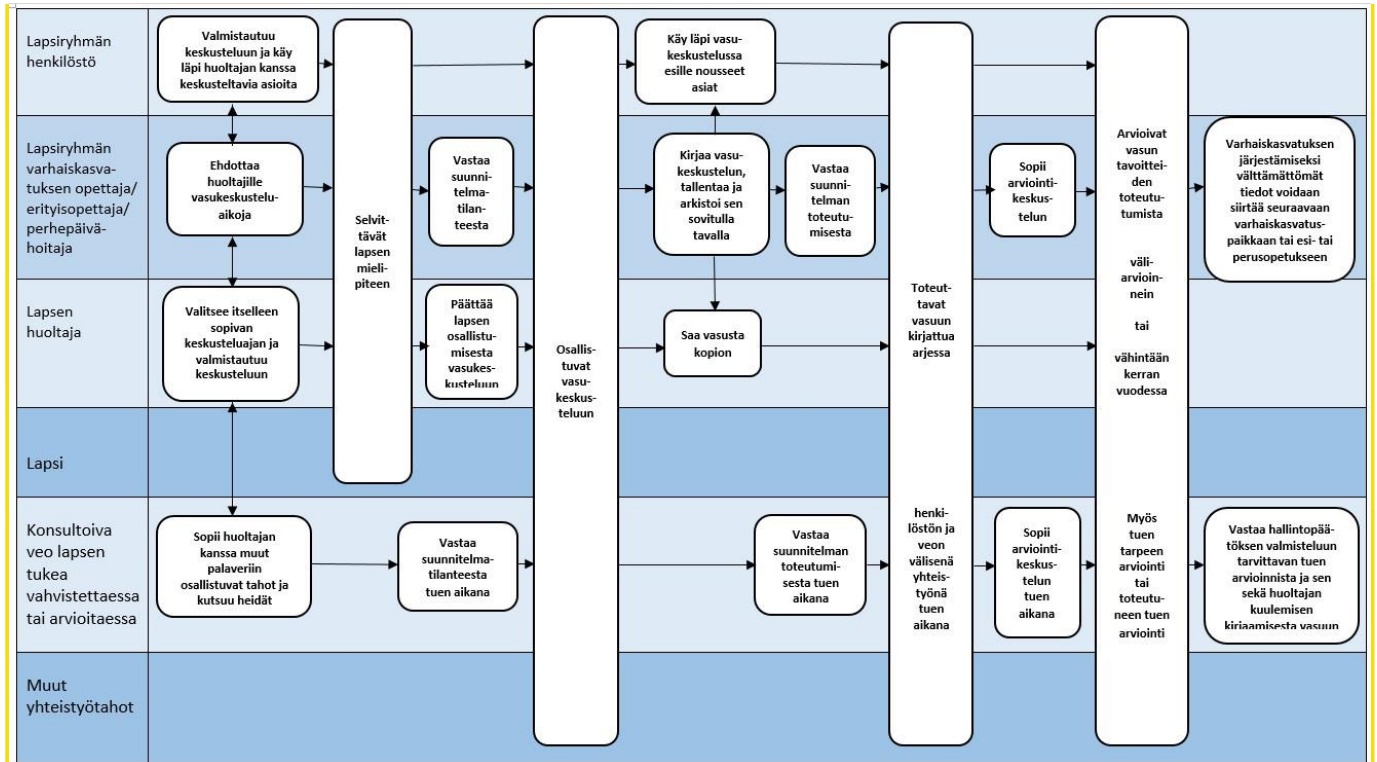 Lapsiryhmän
henkilöstö
Valmistautuu
keskusteluun ja käy
läpi huoltajan kanssa
keskusteltavia asioita
Käy läpi vasu-
keskustelussa
esille nousseet
asiat
Lapsiryhmän
varhaiskasva-
tuksen opettaja/
erityisopettaja/
perhepäivä-
hoitaja
Ehdottaa
huoltajille
vasukeskustelu-
aikoja
Selvit-
tävät
lapsen
mieli-
piteen
Vastaa
suunni-
telma-
tilan-
teesta
Kirjaa vasu-
keskustelun,
tallentaa ja
arkistoi sen
sovitulla
tavalla
Vastaa
suunni-
telman
toteutu-
misesta
Sopii
arviointi-
keskus-
telun
Arvioivat
vasun
tavoittei-
den
toteutu-
tumista
väli-
arvioin-
nein
tai
vähintään
kerran
vuodessa
Varhaiskasvatuksen
järjestämiseksi
välttämättömät
tiedot voidaan
siirtää seuraavaan
varhaiskasvatus-
paikkaan tai esi- tai
perusopetukseen
Lapsen
huoltaja
Valitsee itselleen
sopivan
keskusteluajan ja
valmistautuu
keskusteluun
Päättää
lapsen
osallistu-
misesta
vasukes-
kusteluun
Osallis-
tuvat
vasu-
keskus-
teluun
Saa vasusta
kopion
Toteut-
tavat
vasuun
kirjattua
arjessa
Lapsi
Konsultoiva
veo lapsen
tukea
vahvistettaessa
tai arvioitaessa
Sopii huoltajan
kanssa muut
palaveriin
osallistuvat tahot ja
kutsuu heidät
Vastaa
suunnitelma-
tilanteesta
tuen aikana
Vastaa
suunnitelman
toteutumi-
sesta tuen
aikana
henki-
löstön ja
veon
välisenä
yhteis-
työnä
tuen
aikana
Sopii
arviointi-
keskus-
telun
tuen
aikana
Myös
tuen
tarpeen
arviointi
tai
toteutu-
neen tuen
arviointi
Vastaa hallintopää-
töksen valmisteluun
tarvittavan tuen
arvioinnista ja sen
sekä huoltajan
kuulemisen
kirjaamisesta vasuun
Muut
yhteistyötahot